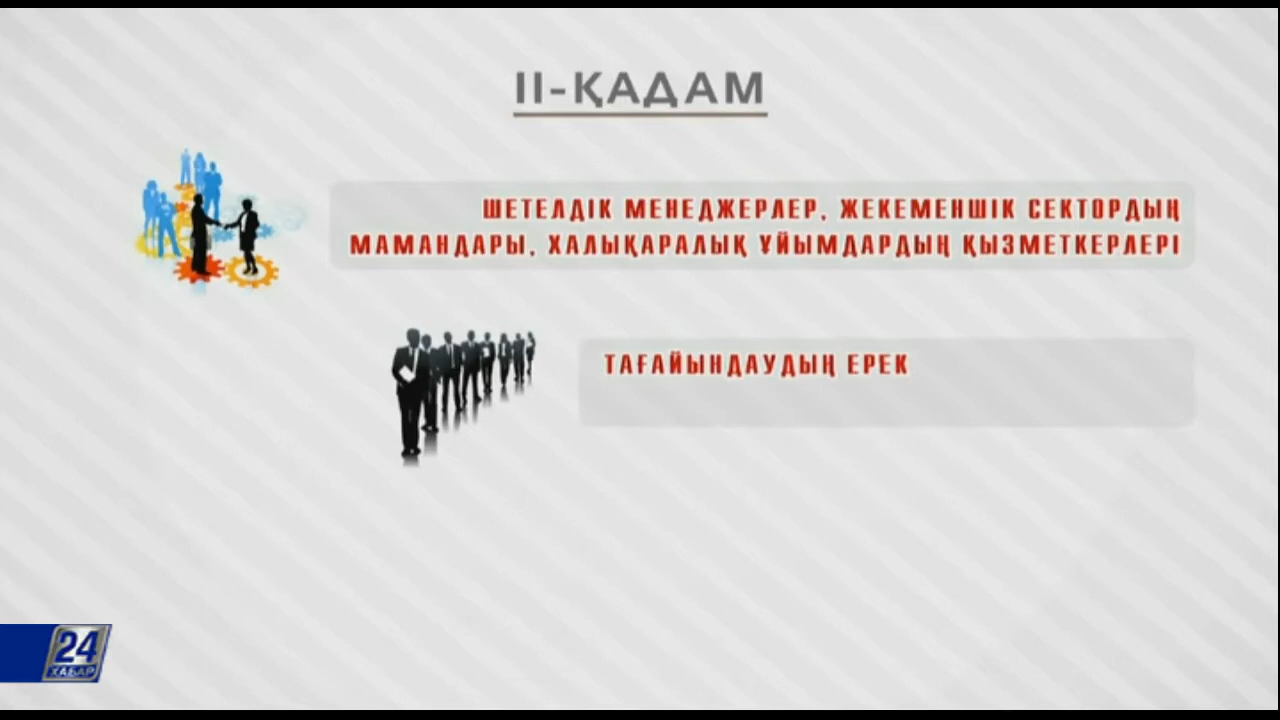 II-ҚАДАМ
ШЕТЕЛДІК МЕНЕДЖЕРЛЕР, ЖЕКЕМЕНШІК СЕКТОРДЫҢ
МАМАНДАРЫ, ХАЛЫҚАРАЛЫҚ ҰЙЫМДАРДЫҢ ҚЫЗМЕТКЕРЛЕРІ
ТАҒАЙЫНДАУДЫҢ ЕРЕК
24
ХАБАР